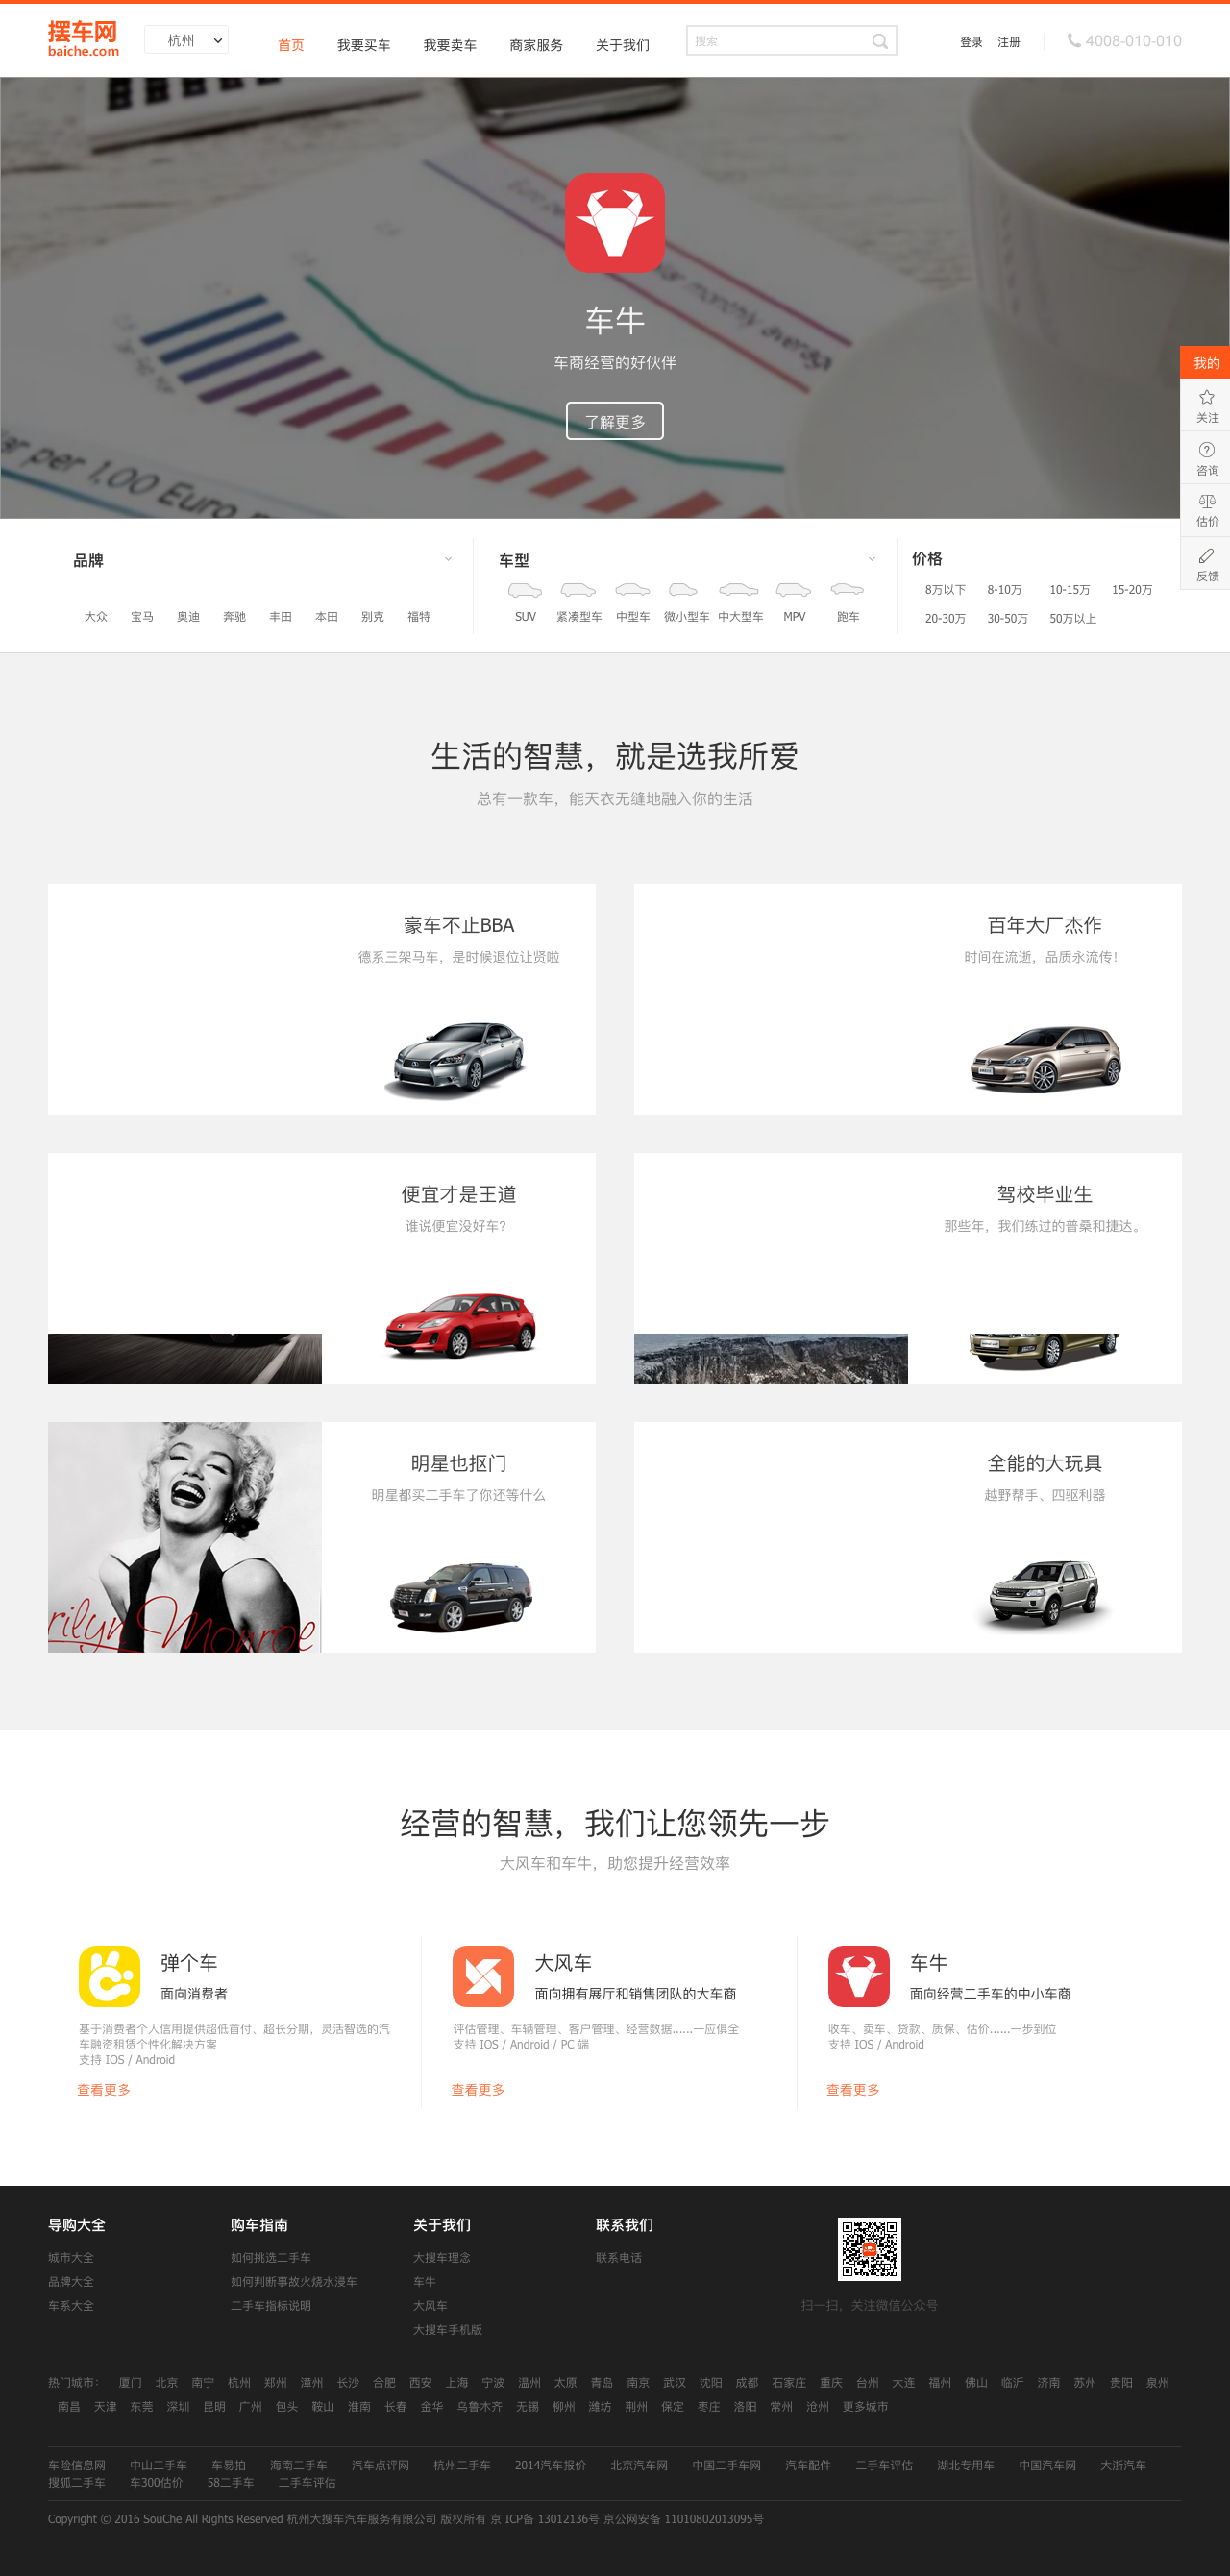 摆车网
baiche.com
杭州
首页 我要买车 我要卖车 商家服务 关于我们
搜索
登录 注册
4008-010-010
monthly average
ar per 1,00 Euro
车牛
车商经营的好伙伴
了解更多
我的
关注
咨询
估价
反馈
品牌
大众 宝马 奥迪 奔驰 丰田 本田 别克 福特
车型
SUV 紧凑型车 中型车 微小型车 中大型车 MPV 跑车
价格
8万以下 8-10万 10-15万 15-20万
20-30万 30-50万 50万以上
生活的智慧，就是选我所爱
总有一款车，能天衣无缝地融入你的生活
豪车不止BBA
德系三架马车，是时候退位让贤啦
百年大厂杰作
时间在流逝，品质永流传！
便宜才是王道
谁说便宜没好车？
驾校毕业生
那些年，我们练过的普桑和捷达。
rilyn Monroe
明星也抠门
明星都买二手车了你还等什么
全能的大玩具
越野帮手、四驱利器
经营的智慧，我们让您领先一步
大风车和车牛，助您提升经营效率
弹个车
面向消费者
基于消费者个人信用提供超低首付、超长分期，灵活智选的汽
车融资租赁个性化解决方案
支持 IOS / Android
查看更多
大风车
面向拥有展厅和销售团队的大车商
评估管理、车辆管理、客户管理、经营数据……一应俱全
支持 IOS / Android / PC 端
查看更多
车牛
面向经营二手车的中小车商
收车、卖车、贷款、质保、估价……一步到位
支持 IOS / Android
查看更多
导购大全
城市大全
品牌大全
车系大全
购车指南
如何挑选二手车
如何判断事故火烧水浸车
二手车指标说明
关于我们
大搜车理念
车牛
大风车
大搜车手机版
联系我们
联系电话
扫一扫，关注微信公众号
热门城市： 厦门 北京 南宁 杭州 郑州 漳州 长沙 合肥 西安 上海 宁波 温州 太原 青岛 南京 武汉 沈阳 成都 石家庄 重庆 台州 大连 福州 佛山 临沂 济南 苏州 贵阳 泉州
南昌 天津 东莞 深圳 昆明 广州 包头 鞍山 淮南 长春 金华 乌鲁木齐 无锡 柳州 潍坊 荆州 保定 枣庄 洛阳 常州 沧州 更多城市
车险信息网 中山二手车 车易拍 海南二手车 汽车点评网 杭州二手车 2014汽车报价 北京汽车网 中国二手车网 汽车配件 二手车评估 湖北专用车 中国汽车网 大浙汽车
搜狐二手车 车300估价 58二手车 二手车评估
Copyright © 2016 SouChe All Rights Reserved 杭州大搜车汽车服务有限公司 版权所有 京 ICP备 13012136号 京公网安备 11010802013095号